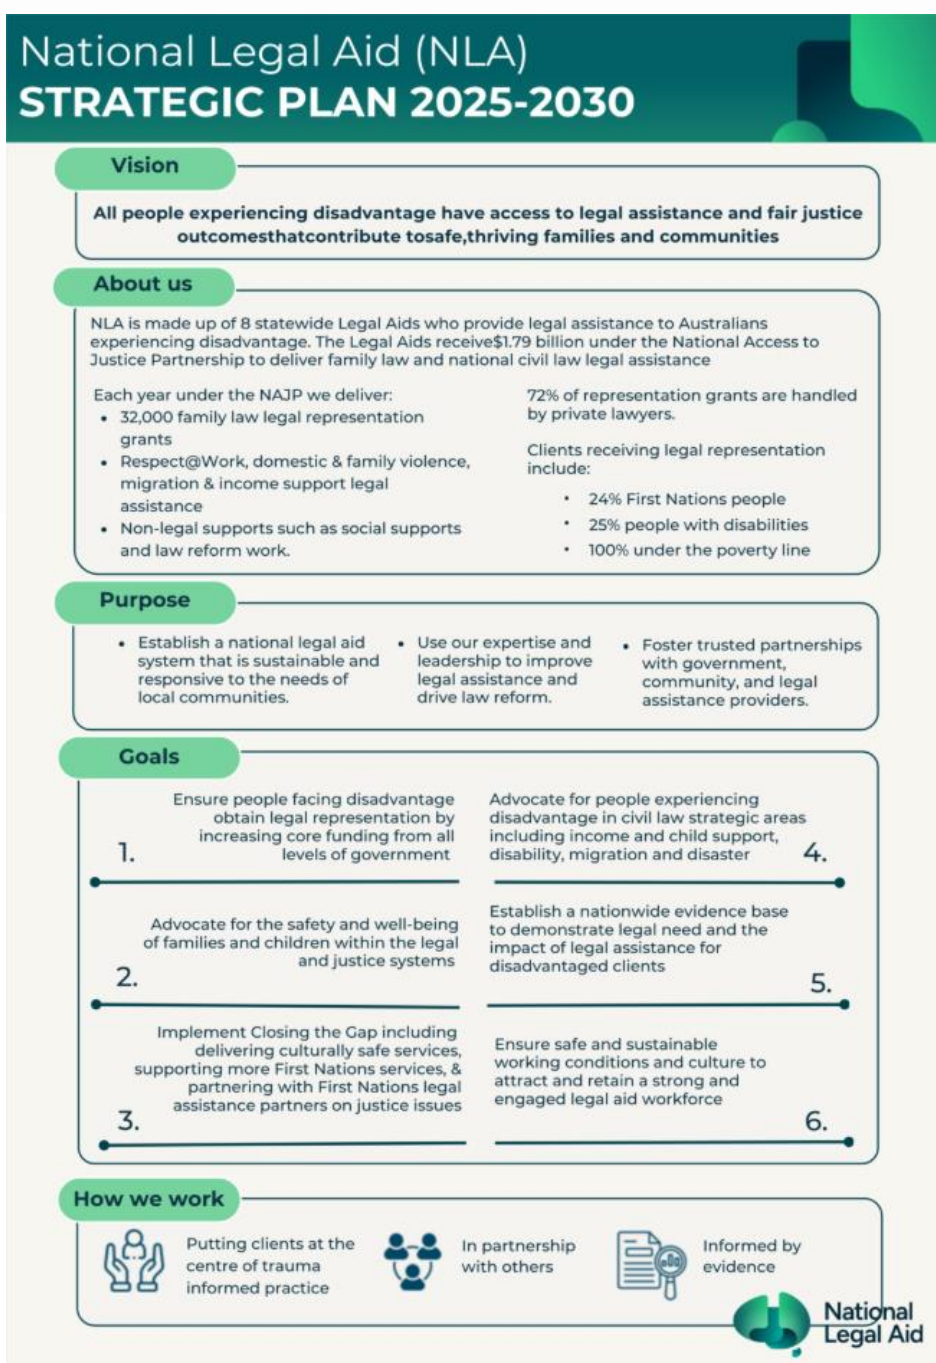 National Legal Aid (NLA)
STRATEGIC PLAN 2025-2030
Vision
All people experiencing disadvantage have access to legal assistance and fair justice
outcomesthatcontribute tosafe,thriving families and communities
About us
NLA is made up of 8 statewide Legal Aids who provide legal assistance to Australians
experiencing disadvantage. The Legal Aids receive$1.79 billion under the National Access to
Justice Partnership to deliver family law and national civil law legal assistance
Each year under the NAJP we deliver:
• 32,000 family law legal representation
grants
• Respect@Work, domestic & family violence,
migration & income support legal
assistance
• Non-legal supports such as social supports
and law reform work.
72% of representation grants are handled
by private lawyers.
Clients receiving legal representation
include:
• 24% First Nations people
• 25% people with disabilities
• 100% under the poverty line
Purpose
• Establish a national legal aid
system that is sustainable and
responsive to the needs of
local communities.
• Use our expertise and
leadership to improve
legal assistance and
drive law reform.
• Foster trusted partnerships
with government,
community, and legal
assistance providers.
Goals
1.
Ensure people facing disadvantage
obtain legal representation by
increasing core funding from all
levels of government
2.
Advocate for the safety and well-being
of families and children within the legal
and justice systems
3.
Implement Closing the Gap including
delivering culturally safe services,
supporting more First Nations services, &
partnering with First Nations legal
assistance partners on justice issues
4.
Advocate for people experiencing
disadvantage in civil law strategic areas
including income and child support,
disability, migration and disaster
5.
Establish a nationwide evidence base
to demonstrate legal need and the
impact of legal assistance for
disadvantaged clients
6.
Ensure safe and sustainable
working conditions and culture to
attract and retain a strong and
engaged legal aid workforce
How we work
Putting clients at the
centre of trauma
informed practice
In partnership
with others
Informed by
evidence
National
Legal Aid